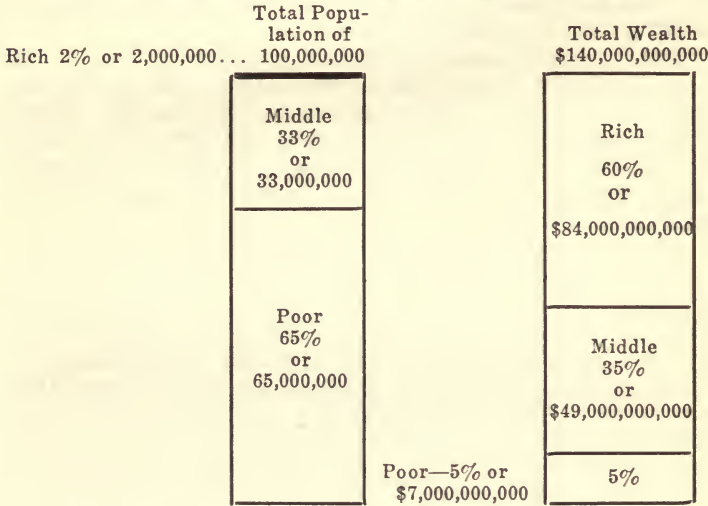 Total Popu-
lation of
Rich 2% or 2,000,000... 100,000,000
Middle
33%
or
33,000,000
Poor
65%
or
65,000,000
Total Wealth
$140,000,000,000
Rich
60%
or
$84,000,000,000
Middle
35%
or
$49,000,000,000
Poor—5% or
$7,000,000,000
5%